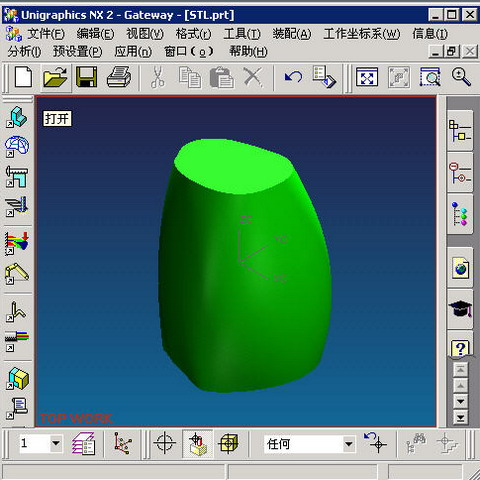 Unigraphics NX 2 - Gateway - [STL.prt]
文件(F) 编辑(E) 视图(V) 格式(r) 工具(T) 装配(A) 工作坐标系(W) 信息(I)
分析(l) 预设置(P) 应用(n) 窗口(o) 帮助(H)
打开
TOP WORK
1 任何